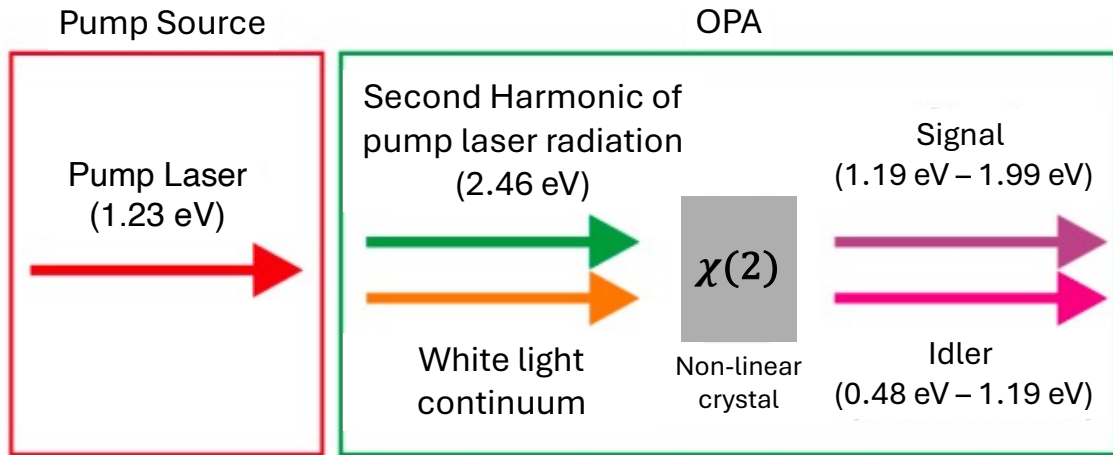 Pump Source
OPA
Pump Laser
(1.23 eV)
Second Harmonic of
pump laser radiation
(2.46 eV)
White light
continuum
χ(2)
Non-linear
crystal
Signal
(1.19 eV – 1.99 eV)
Idler
(0.48 eV – 1.19 eV)